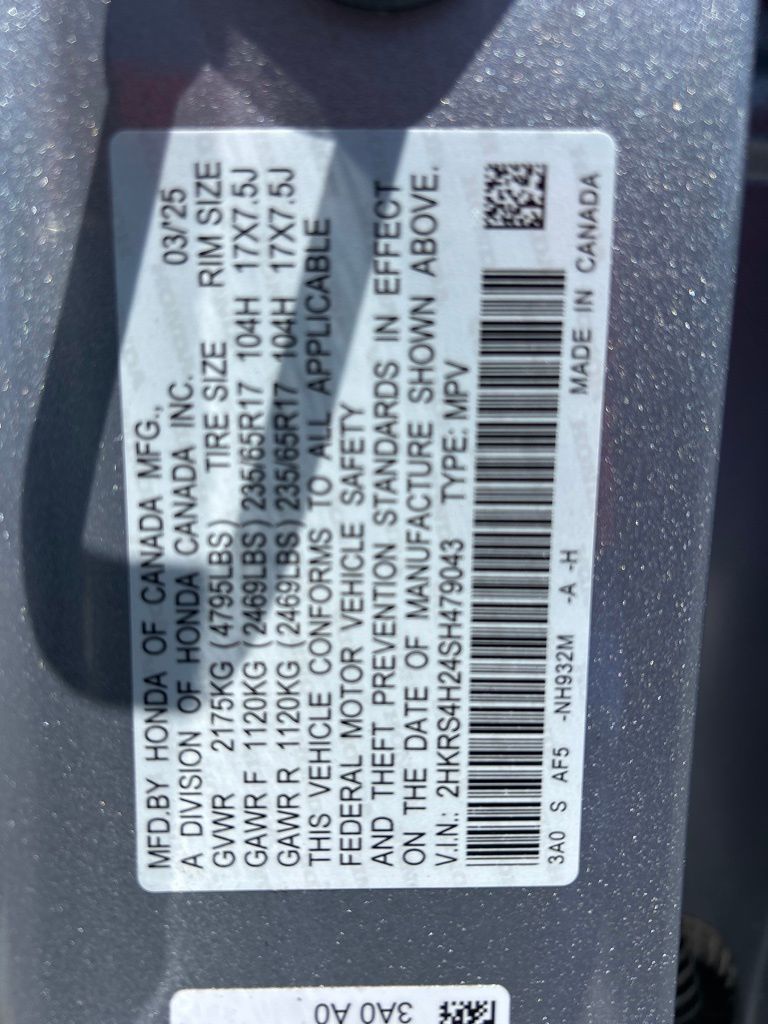 MFD.BY HONDA OF CANADA MFG., 03/'25
A DIVISION OF HONDA CANADA INC.
GVWR 2175KG (4795LBS) TIRE SIZE RIM SIZE
GAWR F 1120KG (2469LBS) 235/65R17 104H 17X7.5J
GAWR R 1120KG (2469LBS) 235/65R17 104H 17X7.5J
THIS VEHICLE CONFORMS TO ALL APPLICABLE
FEDERAL MOTOR VEHICLE SAFETY
AND THEFT PREVENTION STANDARDS IN EFFECT
ON THE DATE OF MANUFACTURE SHOWN ABOVE.
V.I.N.: 2HKRS4H24SH479043 TYPE: MPV
3A0 S AF5 -NH932M -A -H MADE IN CANADA
3A0 A0